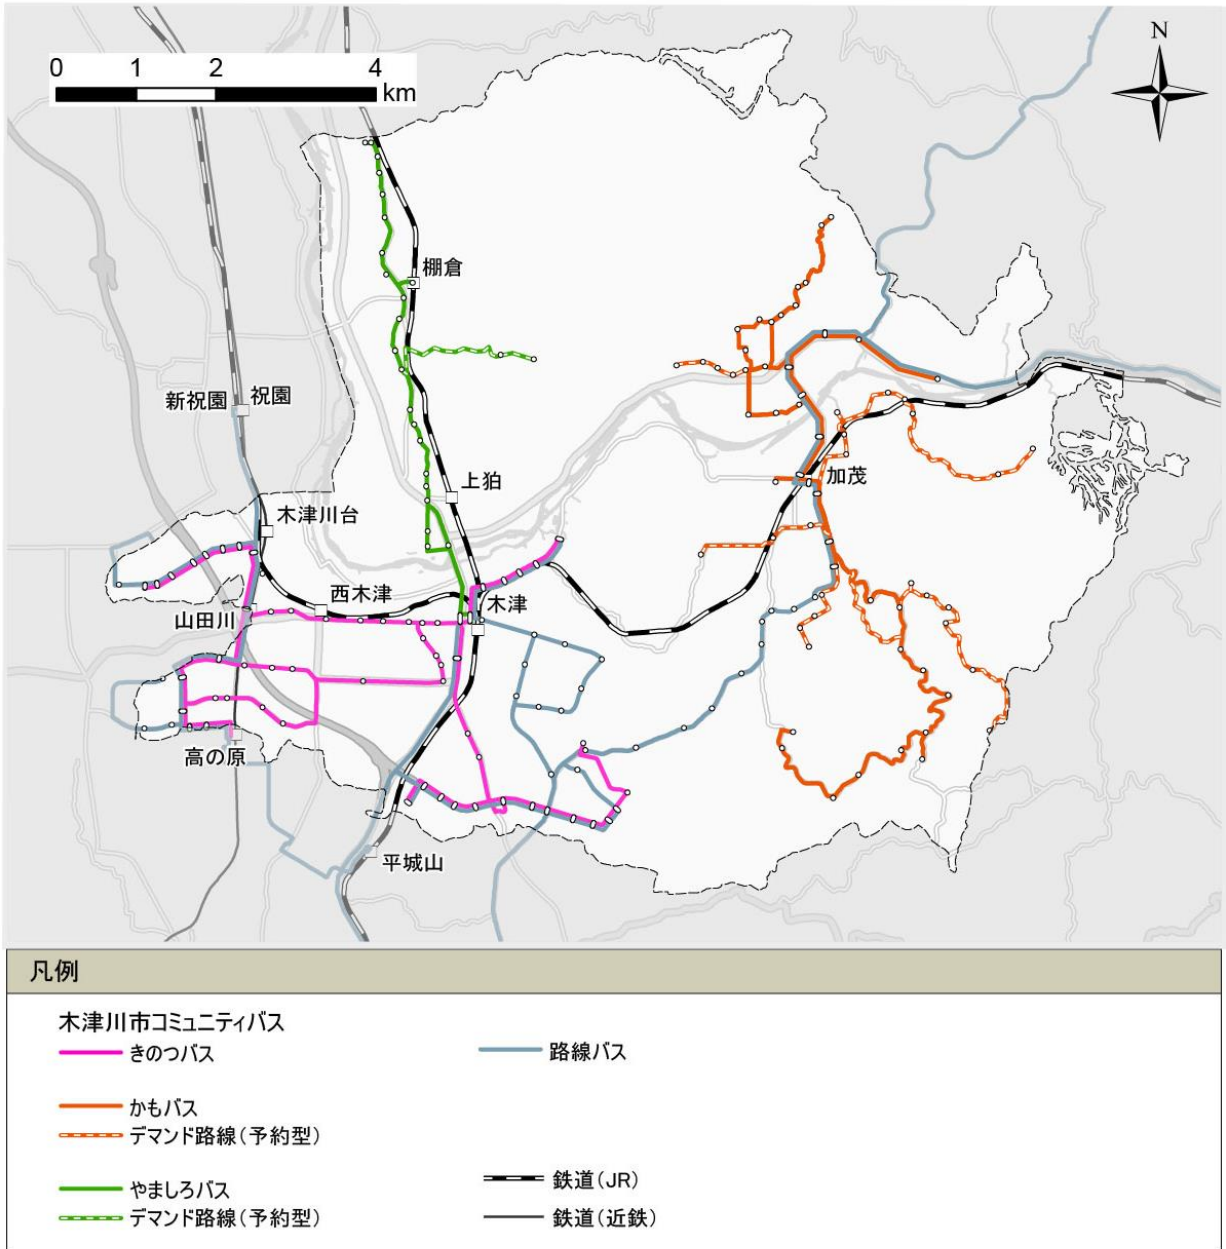 0 1 2 4
km
N
棚倉
新祝園
祝園
上狛
加茂
木津川台
西木津
木津
山田川
高の原
平城山
凡例
木津川市コミュニティバス
きのつバス
路線バス
かもバス
デマンド路線(予約型)
やましろバス
デマンド路線(予約型)
鉄道(JR)
鉄道(近鉄)